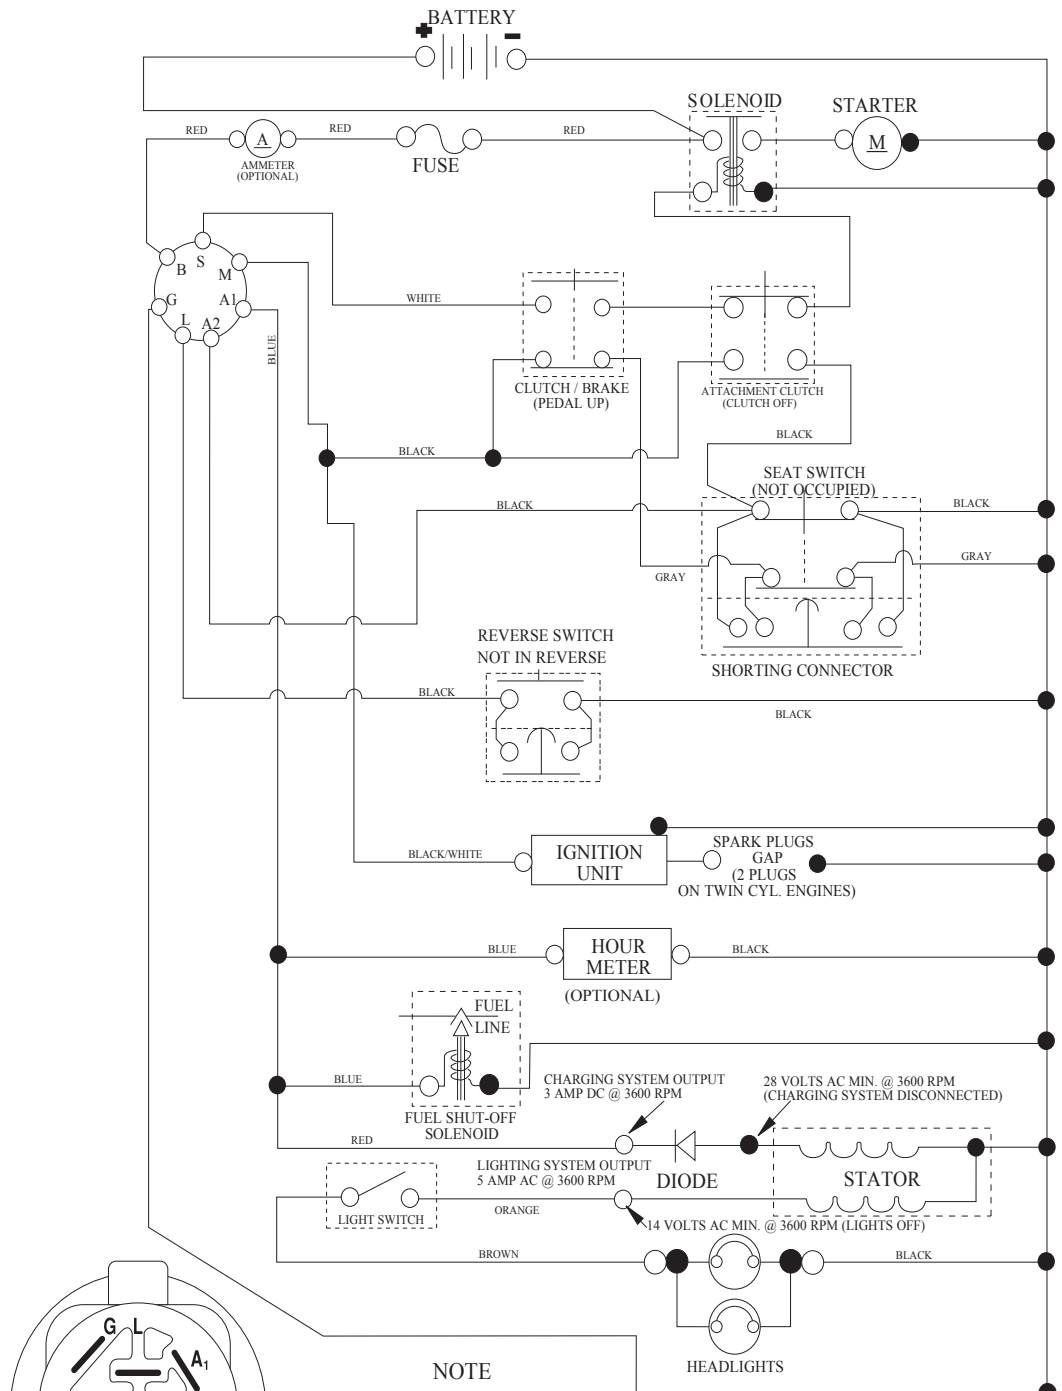 BATTERY
SOLENOID
STARTER
RED
RED
RED
A
M
AMMETER
(OPTIONAL)
FUSE
B
S
M
G
A1
L
A2
BLUE
WHITE
CLUTCH / BRAKE
(PEDAL UP)
ATTACHMENT CLUTCH
(CLUTCH OFF)
BLACK
BLACK
SEAT SWITCH
(NOT OCCUPIED)
BLACK
BLACK
GRAY
GRAY
REVERSE SWITCH
NOT IN REVERSE
SHORTING CONNECTOR
BLACK
BLACK
BLACK/WHITE
IGNITION
UNIT
SPARK PLUGS
GAP
(2 PLUGS
ON TWIN CYL. ENGINES)
BLUE
HOUR
METER
BLACK
(OPTIONAL)
FUEL
LINE
BLUE
FUEL SHUT-OFF
SOLENOID
CHARGING SYSTEM OUTPUT
3 AMP DC @ 3600 RPM
28 VOLTS AC MIN. @ 3600 RPM
(CHARGING SYSTEM DISCONNECTED)
RED
LIGHTING SYSTEM OUTPUT
5 AMP AC @ 3600 RPM
DIODE
STATOR
LIGHT SWITCH
ORANGE
14 VOLTS AC MIN. @ 3600 RPM (LIGHTS OFF)
BROWN
BLACK
HEADLIGHTS
G
L
A1
NOTE